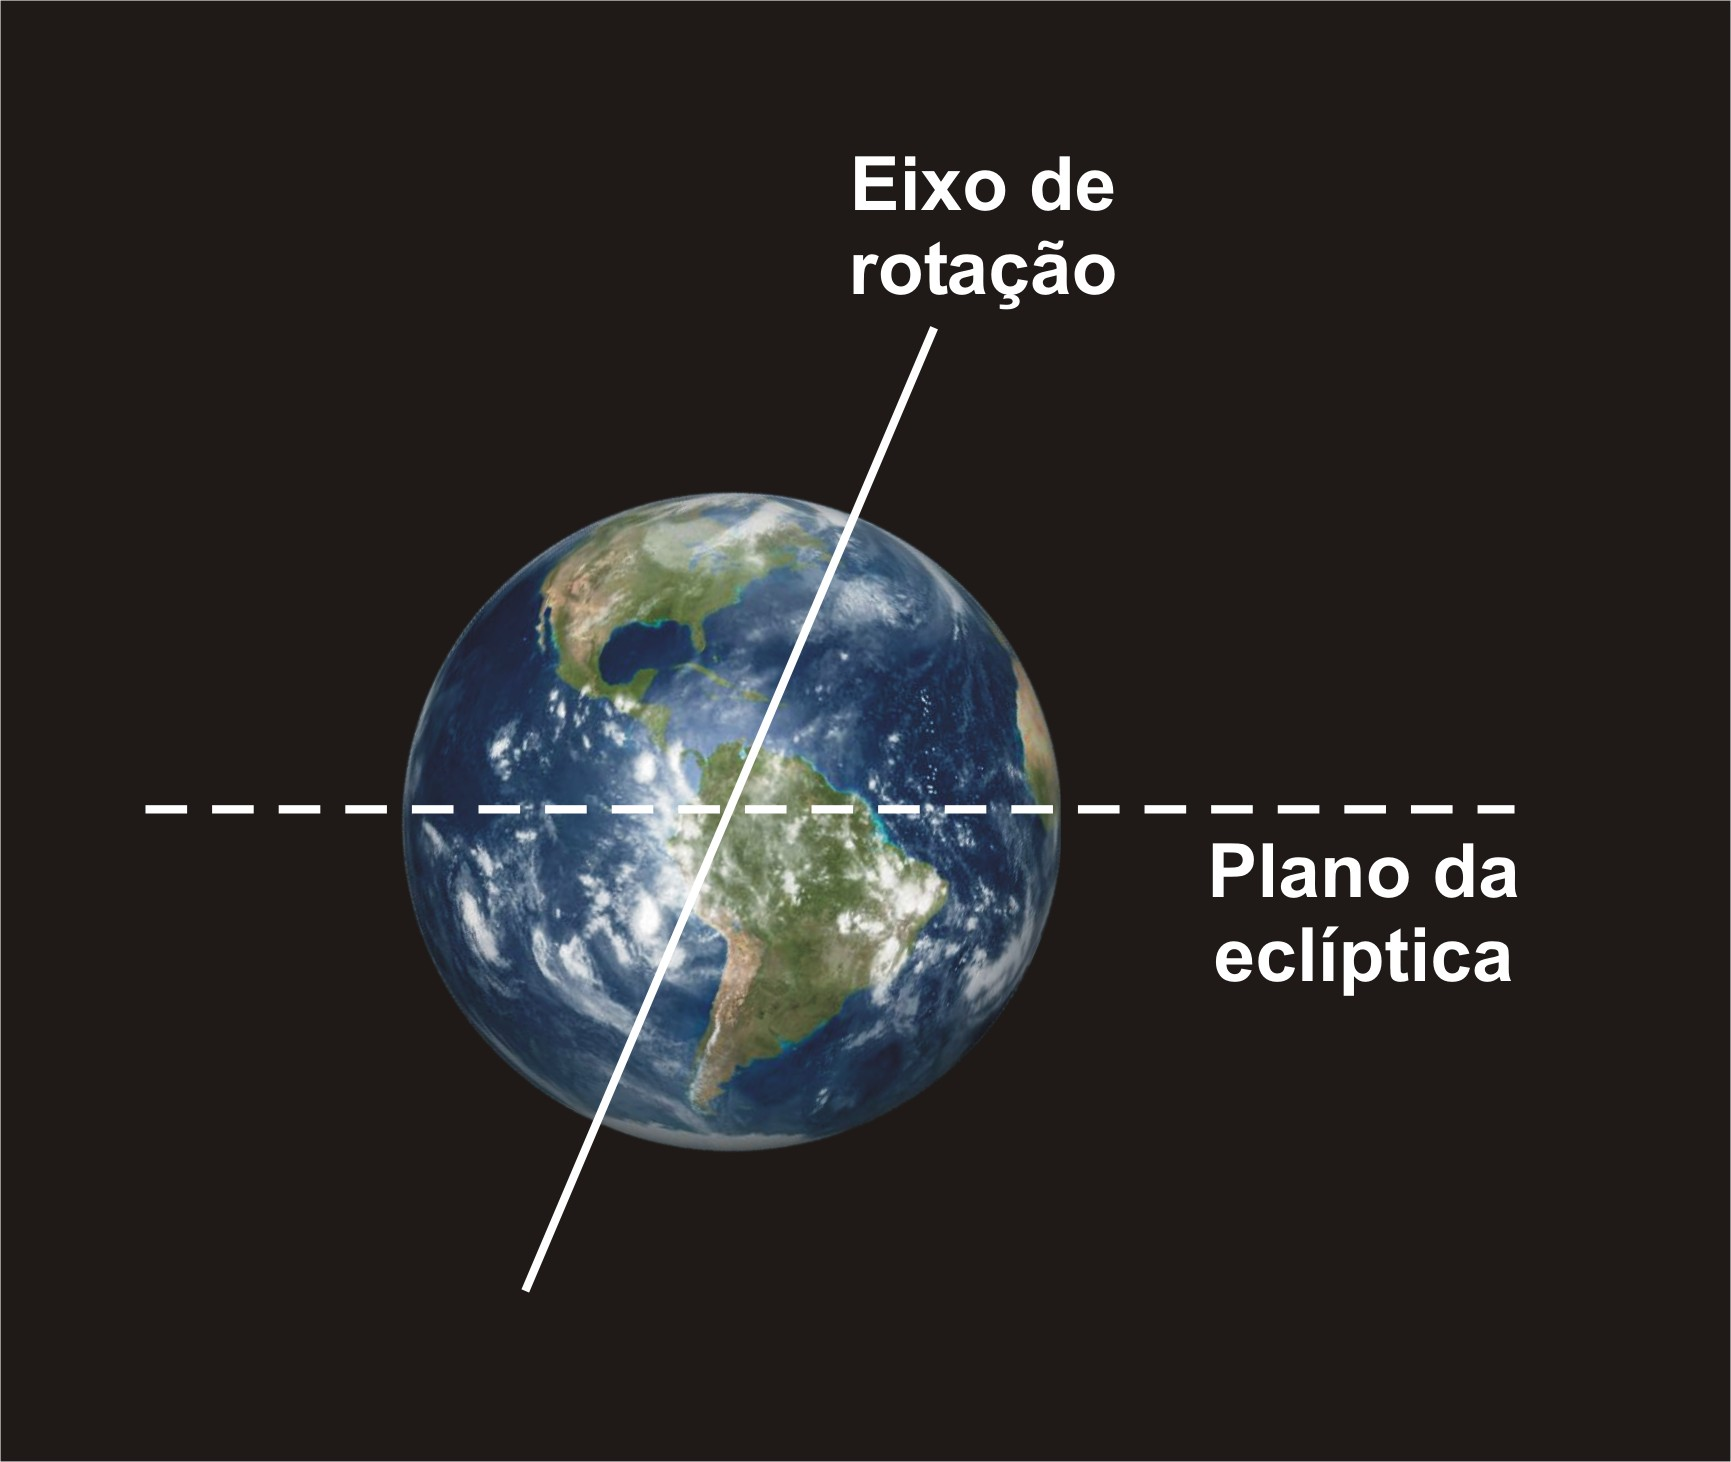 Eixo de
rotação
Plano da
eclíptica